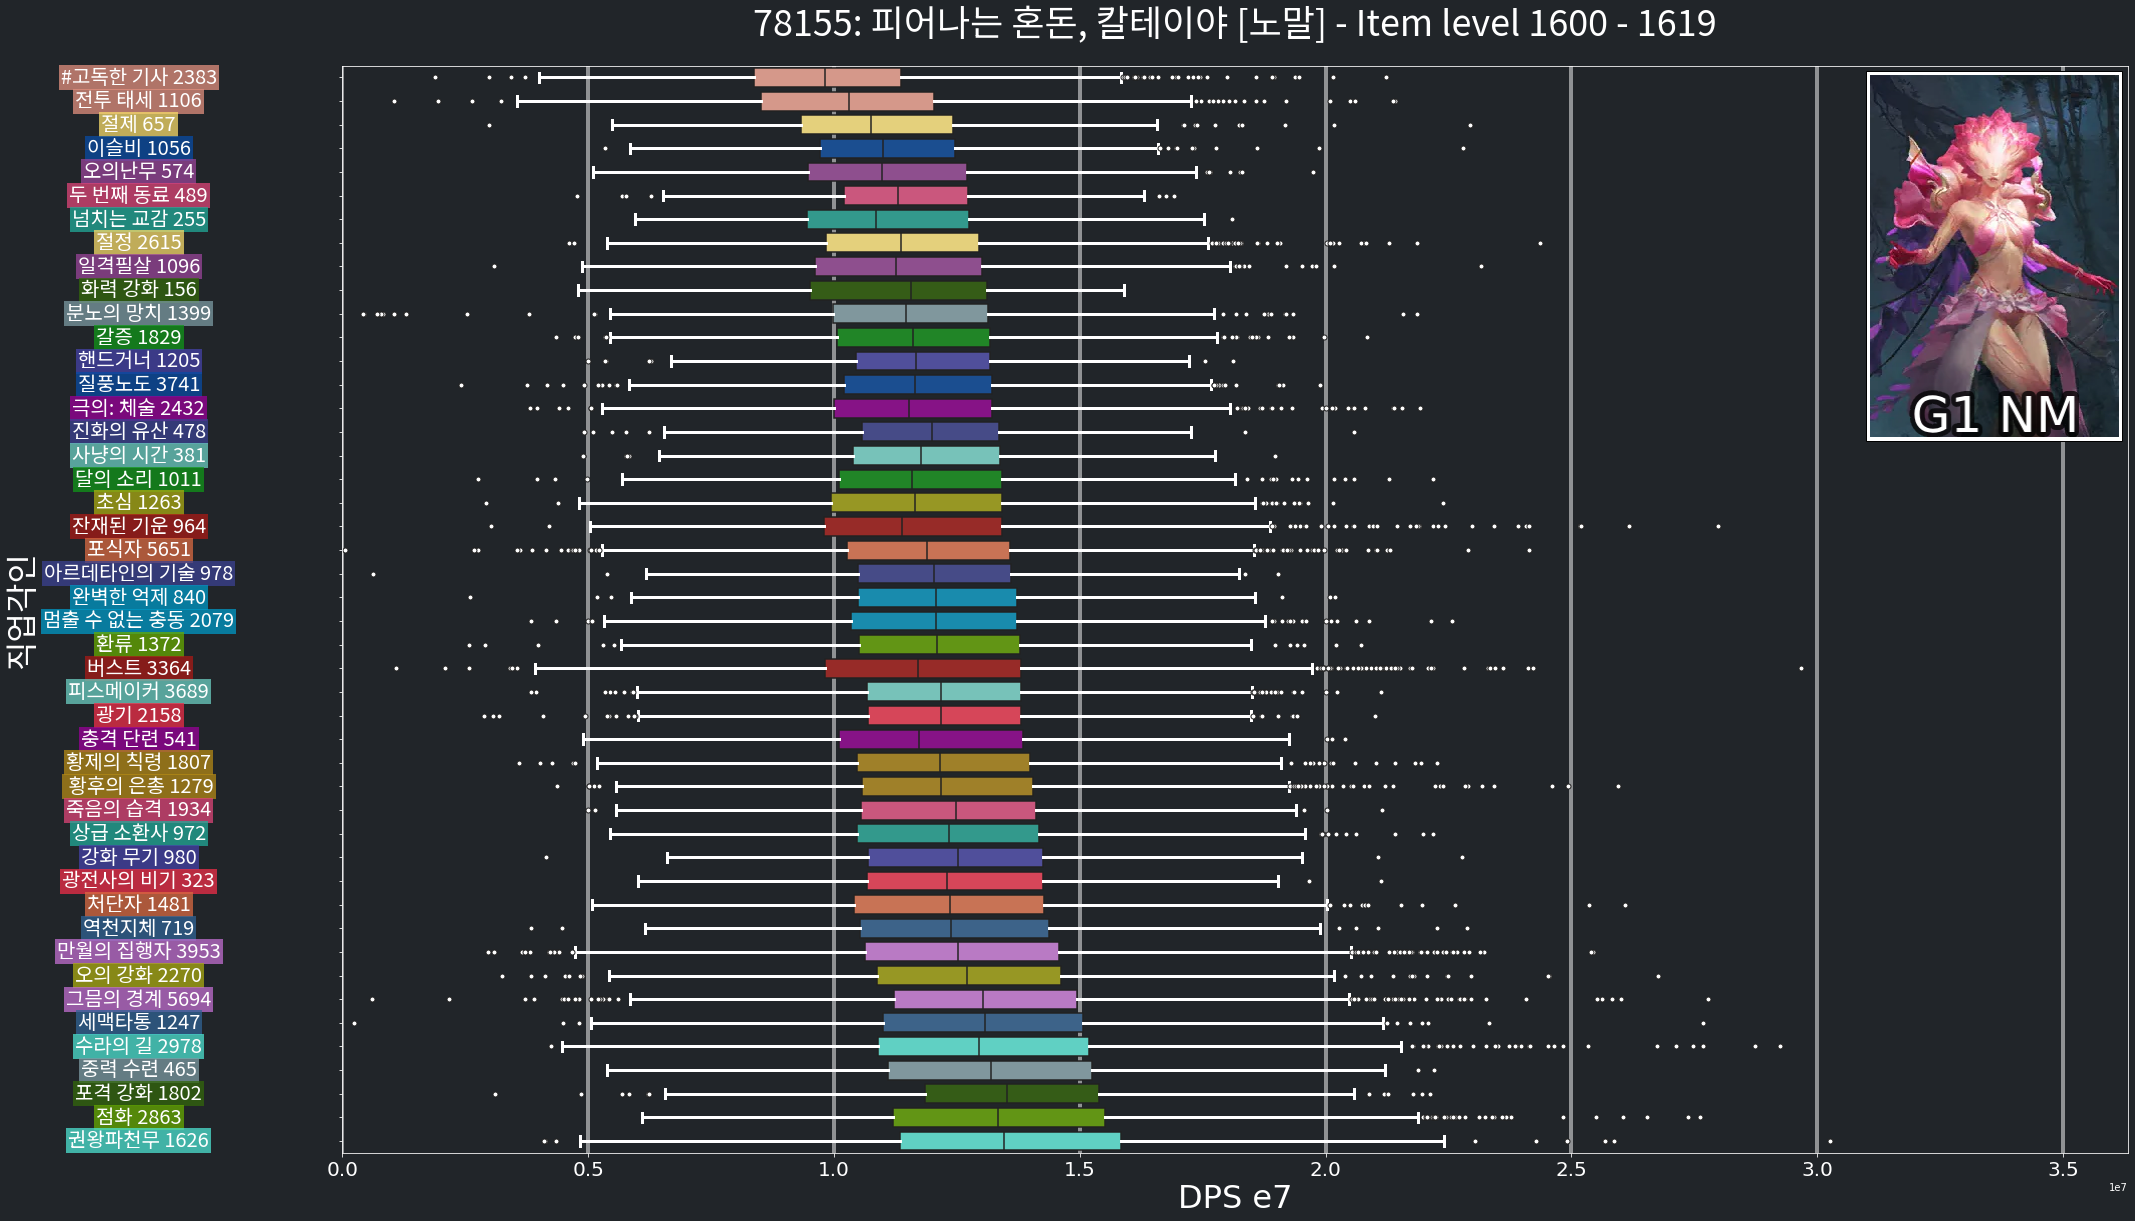 78155: 피어나는 혼돈, 칼테이야 [노말] - Item level 1600 - 1619
#고독한 기사 2383
전투 태세 1106
절제 657
이슬비 1056
오의난무 574
두 번째 동료 489
넘치는 교감 255
절정 2615
일격필살 1096
화력 강화 156
분노의 망치 1399
갈증 1829
핸드거너 1205
질풍노도 3741
극의: 체술 2432
진화의 유산 478
사냥의 시간 381
달의 소리 1011
초심 1263
잔재된 기운 964
포식자 5651
아르데타인의 기술 978
완벽한 억제 840
멈출 수 없는 충동 2079
환류 1372
버스트 3364
피스메이커 3689
광기 2158
충격 단련 541
황제의 칙령 1807
황후의 은총 1279
죽음의 습격 1934
상급 소환사 972
강화 무기 980
광전사의 비기 323
처단자 1481
역천지체 719
만월의 집행자 3953
오의 강화 2270
그믐의 경계 5694
세맥타통 1247
수라의 길 2978
중력 수련 465
포격 강화 1802
점화 2863
권왕파천무 1626
직업각인
G1 NM
0.0 0.5 1.0 1.5 2.0 2.5 3.0 3.5
DPS e7
1e7